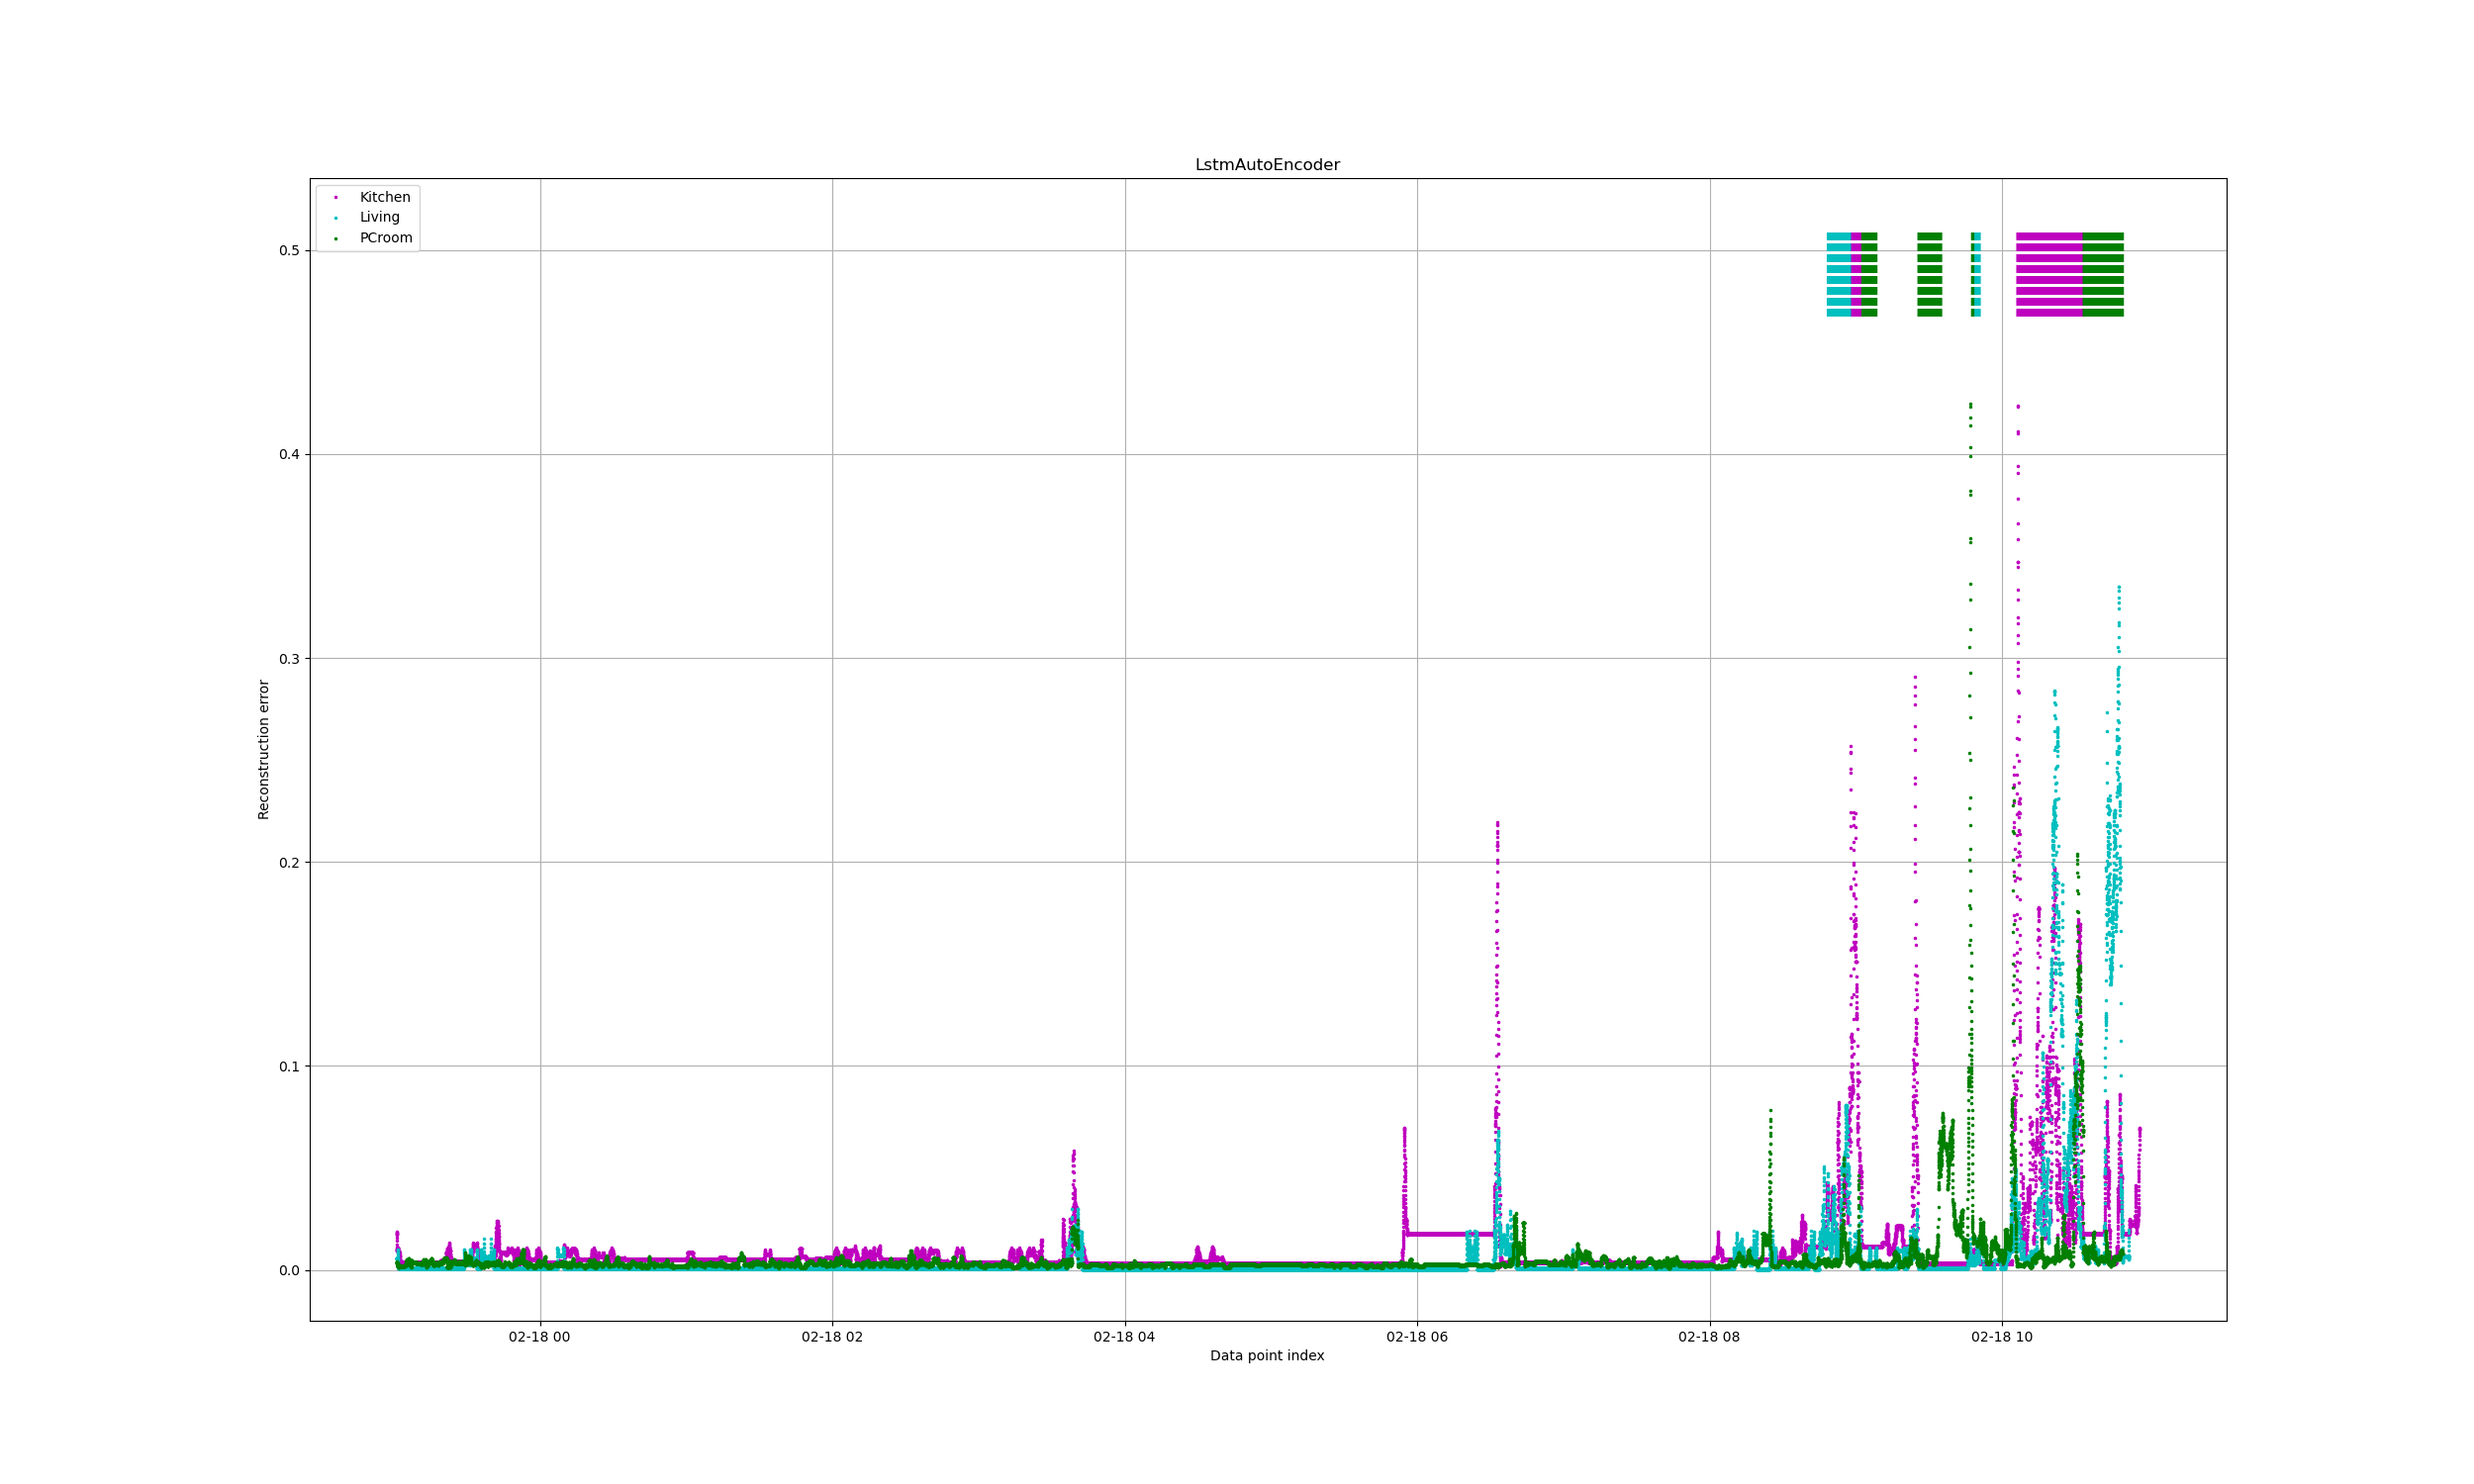 LstmAutoEncoder
Kitchen
Living
PCroom
0.5
0.4
0.3
0.2
0.1
0.0
Reconstruction error
02-18 00
02-18 02
02-18 04
02-18 06
02-18 08
02-18 10
Data point index